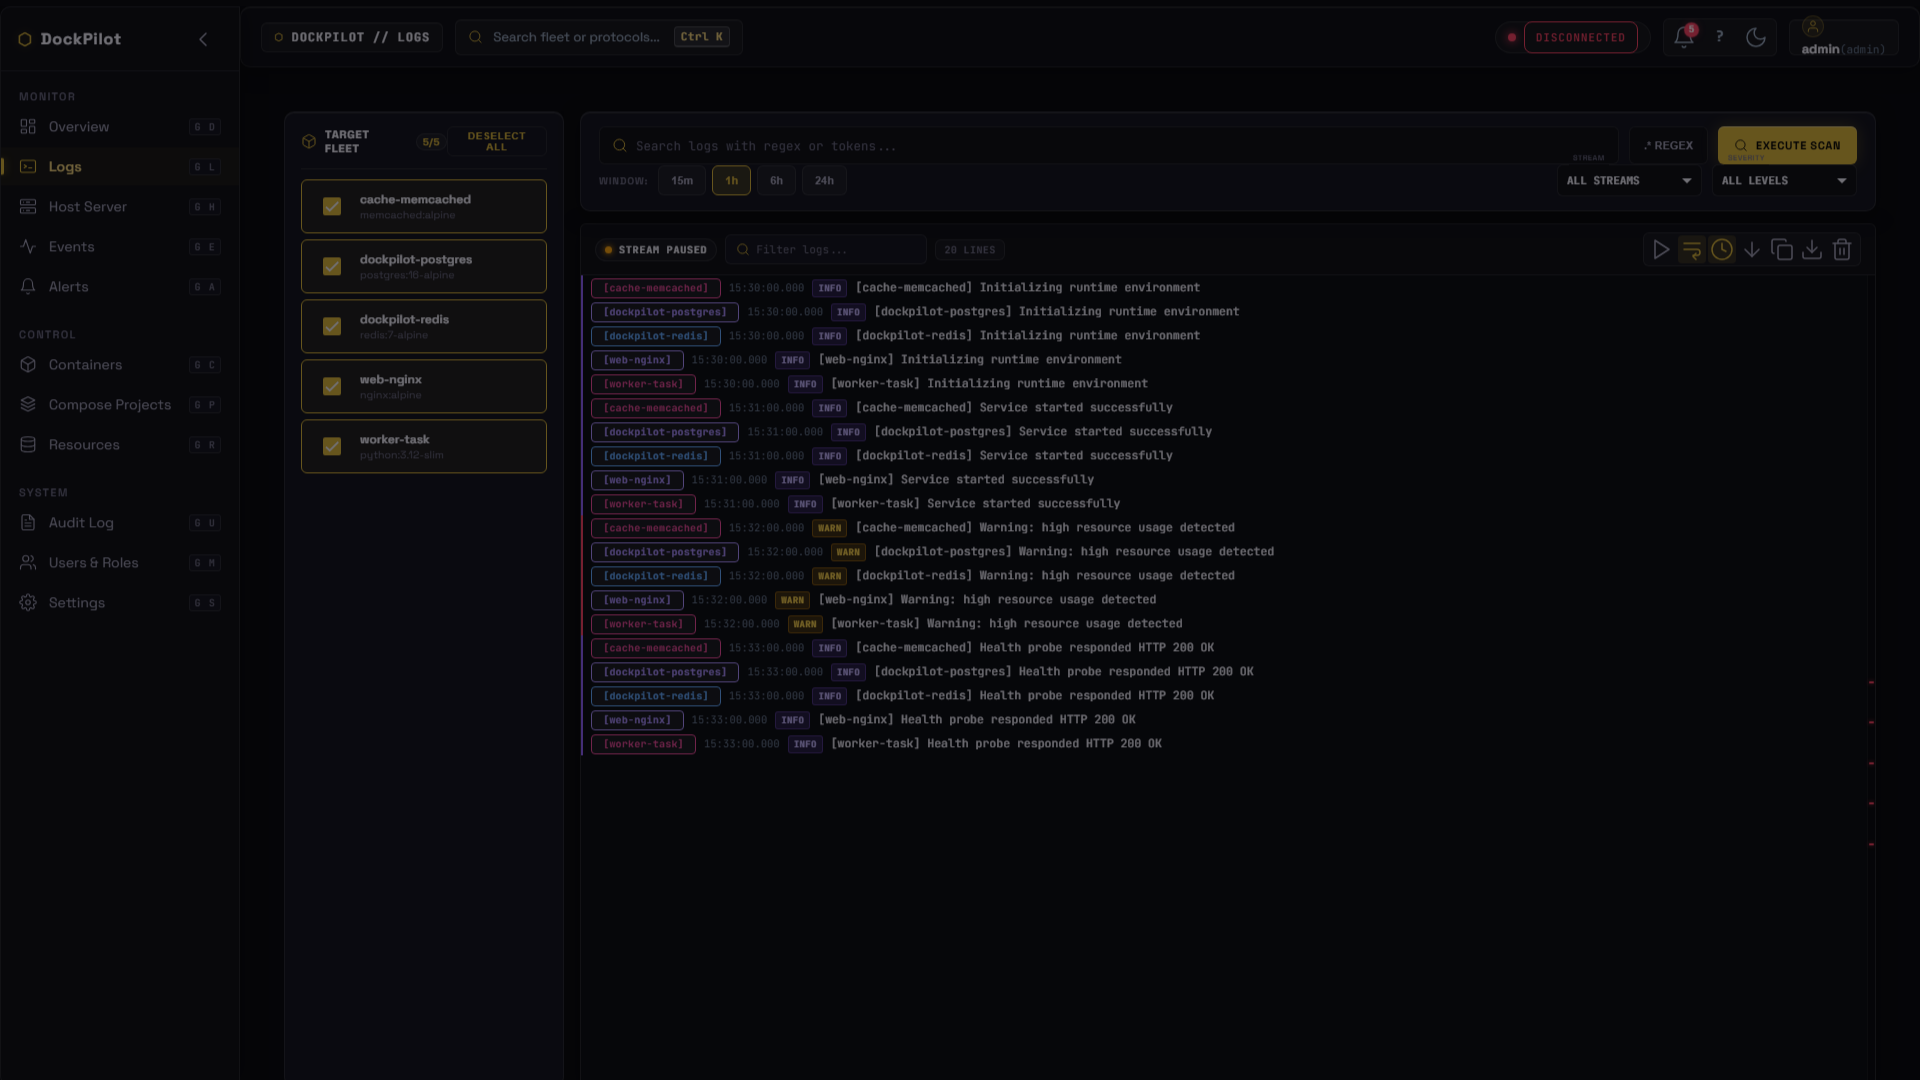 DockPilot
MONITOR
Overview G D
Logs G L
Host Server G H
Events G E
Alerts G A
CONTROL
Containers G C
Compose Projects G P
Resources G R
SYSTEM
Audit Log G U
Users & Roles G M
Settings G S
DOCKPILOT // LOGS
Search fleet or protocols... Ctrl K
DISCONNECTED
5
?
admin(admin)
TARGET FLEET 5/5 DESELECT ALL
cache-memcached
memcached:alpine
dockpilot-postgres
postgres:16-alpine
dockpilot-redis
redis:7-alpine
web-nginx
nginx:alpine
worker-task
python:3.12-slim
Search logs with regex or tokens...
.* REGEX
EXECUTE SCAN
WINDOW: 15m 1h 6h 24h
STREAM
ALL STREAMS
SEVERITY
ALL LEVELS
STREAM PAUSED
Filter logs...
20 LINES
[cache-memcached] 15:30:00.000 INFO [cache-memcached] Initializing runtime environment
[dockpilot-postgres] 15:30:00.000 INFO [dockpilot-postgres] Initializing runtime environment
[dockpilot-redis] 15:30:00.000 INFO [dockpilot-redis] Initializing runtime environment
[web-nginx] 15:30:00.000 INFO [web-nginx] Initializing runtime environment
[worker-task] 15:30:00.000 INFO [worker-task] Initializing runtime environment
[cache-memcached] 15:31:00.000 INFO [cache-memcached] Service started successfully
[dockpilot-postgres] 15:31:00.000 INFO [dockpilot-postgres] Service started successfully
[dockpilot-redis] 15:31:00.000 INFO [dockpilot-redis] Service started successfully
[web-nginx] 15:31:00.000 INFO [web-nginx] Service started successfully
[worker-task] 15:31:00.000 INFO [worker-task] Service started successfully
[cache-memcached] 15:32:00.000 WARN [cache-memcached] Warning: high resource usage detected
[dockpilot-postgres] 15:32:00.000 WARN [dockpilot-postgres] Warning: high resource usage detected
[dockpilot-redis] 15:32:00.000 WARN [dockpilot-redis] Warning: high resource usage detected
[web-nginx] 15:32:00.000 WARN [web-nginx] Warning: high resource usage detected
[worker-task] 15:32:00.000 WARN [worker-task] Warning: high resource usage detected
[cache-memcached] 15:33:00.000 INFO [cache-memcached] Health probe responded HTTP 200 OK
[dockpilot-postgres] 15:33:00.000 INFO [dockpilot-postgres] Health probe responded HTTP 200 OK
[dockpilot-redis] 15:33:00.000 INFO [dockpilot-redis] Health probe responded HTTP 200 OK
[web-nginx] 15:33:00.000 INFO [web-nginx] Health probe responded HTTP 200 OK
[worker-task] 15:33:00.000 INFO [worker-task] Health probe responded HTTP 200 OK